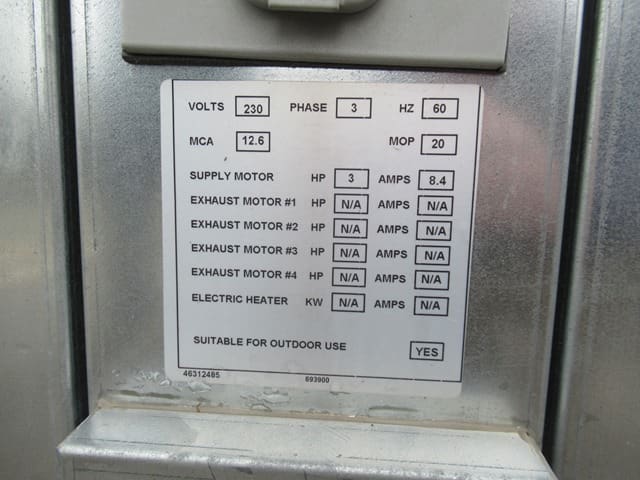 VOLTS 230 PHASE 3 HZ 60
MCA 12.6 MOP 20
SUPPLY MOTOR HP 3 AMPS 8.4
EXHAUST MOTOR #1 HP N/A AMPS N/A
EXHAUST MOTOR #2 HP N/A AMPS N/A
EXHAUST MOTOR #3 HP N/A AMPS N/A
EXHAUST MOTOR #4 HP N/A AMPS N/A
ELECTRIC HEATER KW N/A AMPS N/A
SUITABLE FOR OUTDOOR USE YES
46312485 693900